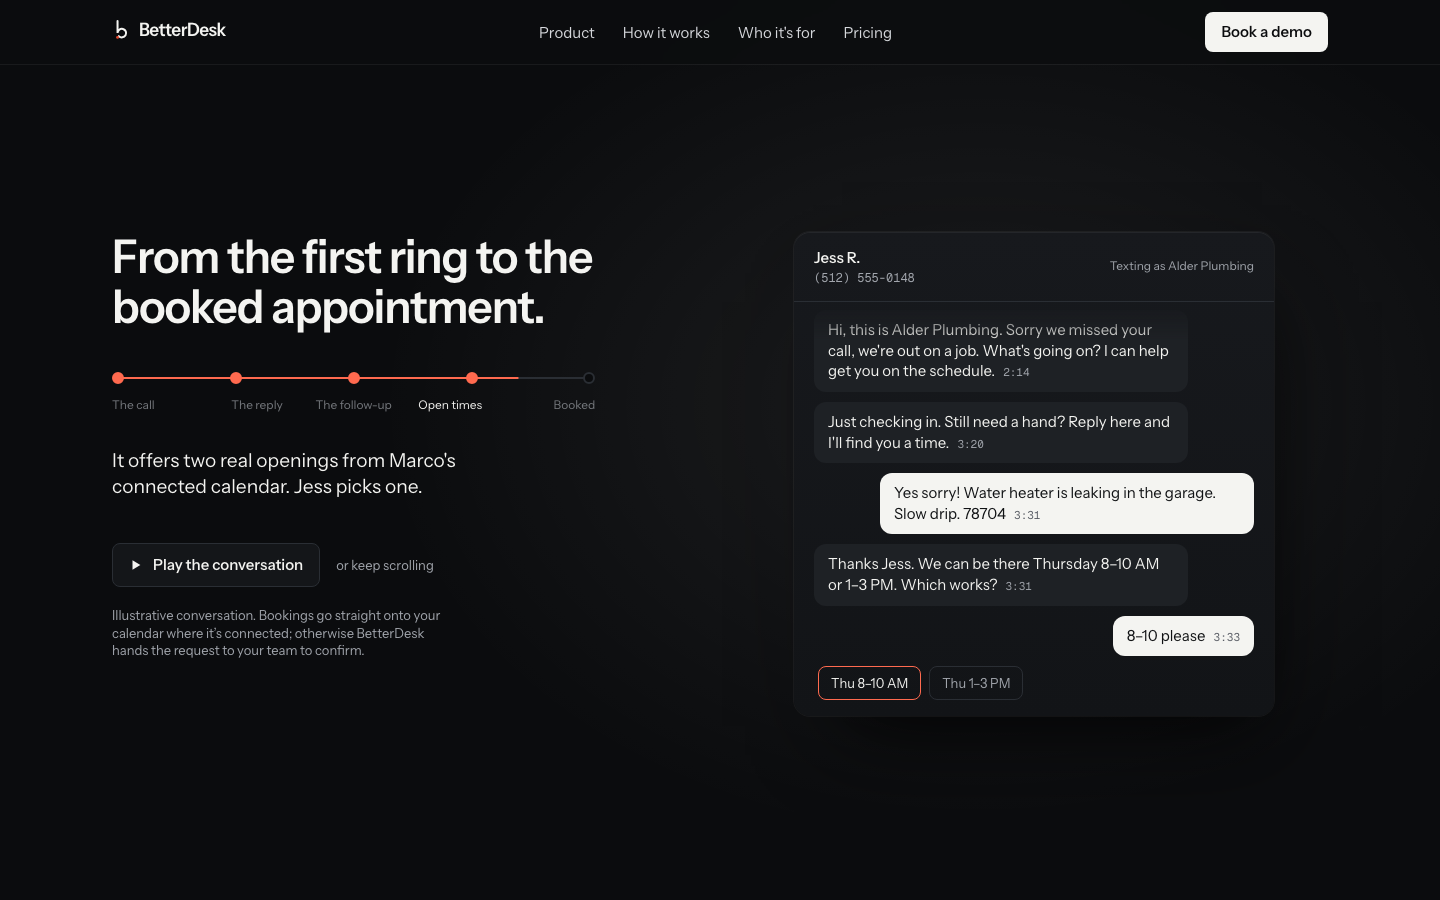 BetterDesk
Product
How it works
Who it's for
Pricing
Book a demo
From the first ring to the
booked appointment.
The call
The reply
The follow-up
Open times
Booked
It offers two real openings from Marco's
connected calendar. Jess picks one.
Play the conversation
or keep scrolling
Illustrative conversation. Bookings go straight onto your
calendar where it's connected; otherwise BetterDesk
hands the request to your team to confirm.
Jess R.
(512) 555-0148
Texting as Alder Plumbing
Hi, this is Alder Plumbing. Sorry we missed your
call, we're out on a job. What's going on? I can help
get you on the schedule. 2:14
Just checking in. Still need a hand? Reply here and
I'll find you a time. 3:20
Yes sorry! Water heater is leaking in the garage.
Slow drip. 78704 3:31
Thanks Jess. We can be there Thursday 8–10 AM
or 1–3 PM. Which works? 3:31
8–10 please 3:33
Thu 8–10 AM
Thu 1–3 PM